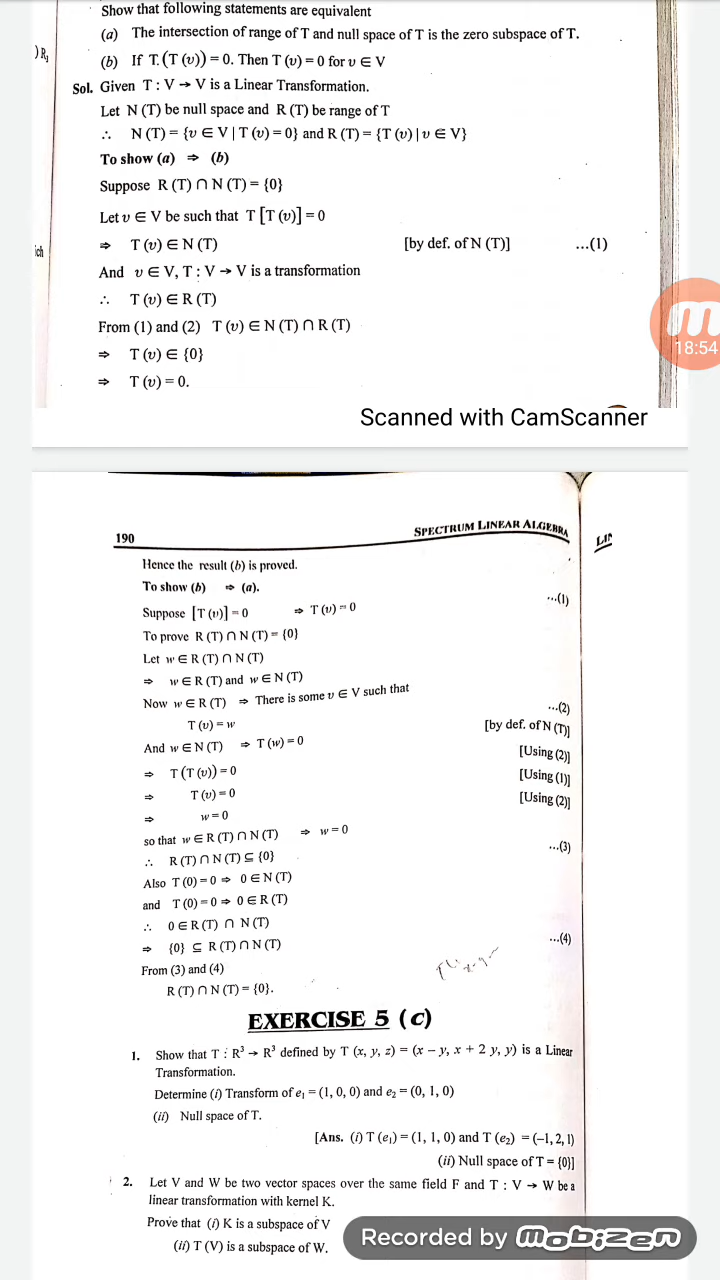 Show that following statements are equivalent
(a) The intersection of range of T and null space of T is the zero subspace of T.
(b) If T.(T (υ)) = 0. Then T (υ) = 0 for υ ∈ V
Sol. Given T : V → V is a Linear Transformation.
Let N (T) be null space and R (T) be range of T
∴ N (T) = {υ ∈ V | T (υ) = 0} and R (T) = {T (υ) | υ ∈ V}
To show (a) ⇒ (b)
Suppose R (T) ∩ N (T) = {0}
Let υ ∈ V be such that T [T (υ)] = 0
ich
⇒ T (υ) ∈ N (T) [by def. of N (T)] ...(1)
And υ ∈ V, T : V → V is a transformation
∴ T (υ) ∈ R (T)
From (1) and (2) T (υ) ∈ N (T) ∩ R (T)
18:54
⇒ T (υ) ∈ {0}
⇒ T (υ) = 0.
Scanned with CamScanner
190 SPECTRUM LINEAR ALGEBRA
Hence the result (b) is proved.
To show (b) ⇒ (a).
Suppose [T (υ)] = 0 ⇒ T (υ) = 0 ...(1)
To prove R (T) ∩ N (T) = {0}
Let w ∈ R (T) ∩ N (T)
⇒ w ∈ R (T) and w ∈ N (T)
Now w ∈ R (T) ⇒ There is some υ ∈ V such that
T (υ) = w ...(2)
And w ∈ N (T) ⇒ T (w) = 0 [by def. of N (T)]
⇒ T (T (υ)) = 0 [Using (2)]
⇒ T (υ) = 0 [Using (1)]
⇒ w = 0 [Using (2)]
so that w ∈ R (T) ∩ N (T) ⇒ w = 0
∴ R (T) ∩ N (T) ⊆ {0} ...(3)
Also T (0) = 0 ⇒ 0 ∈ N (T)
and T (0) = 0 ⇒ 0 ∈ R (T)
∴ 0 ∈ R (T) ∩ N (T)
⇒ {0} ⊆ R (T) ∩ N (T) ...(4)
From (3) and (4)
R (T) ∩ N (T) = {0}.
EXERCISE 5 (c)
1. Show that T : R³ → R³ defined by T (x, y, z) = (x – y, x + 2 y, y) is a Linear
Transformation.
Determine (i) Transform of e₁ = (1, 0, 0) and e₂ = (0, 1, 0)
(ii) Null space of T.
[Ans. (i) T (e₁) = (1, 1, 0) and T (e₂) = (–1, 2, 1)
(ii) Null space of T = {0}]
2. Let V and W be two vector spaces over the same field F and T : V → W be a
linear transformation with kernel K.
Prove that (i) K is a subspace of V
(ii) T (V) is a subspace of W.
Recorded by Mobizen